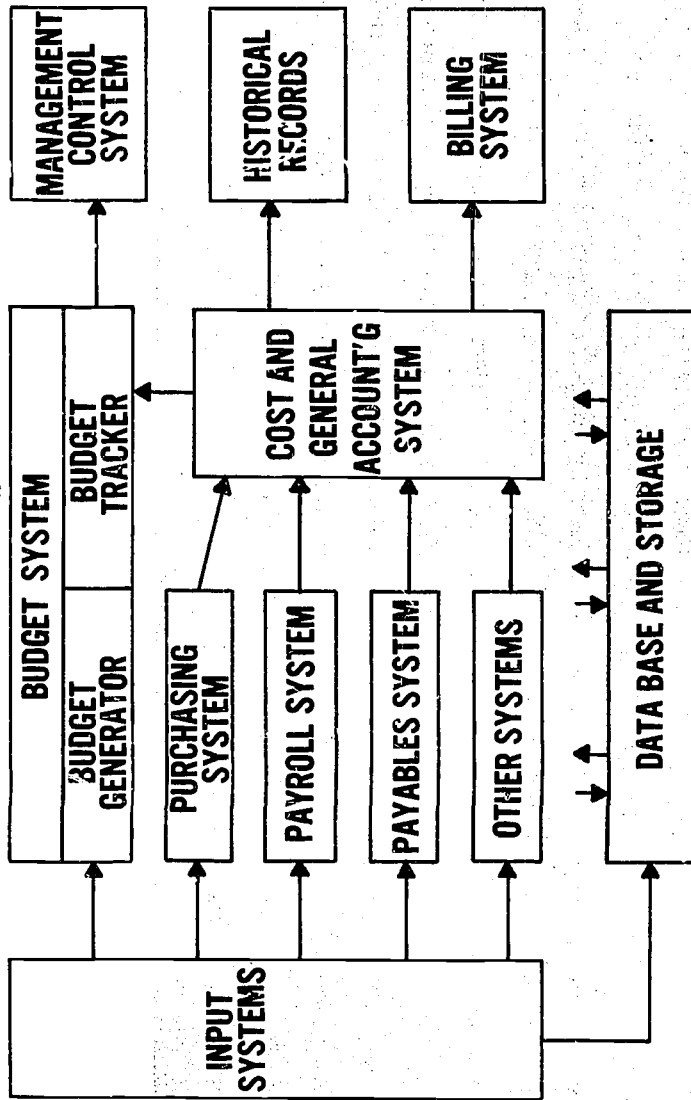 INPUT
SYSTEMS
BUDGET SYSTEM
BUDGET
GENERATOR
BUDGET
TRACKER
MANAGEMENT
CONTROL
SYSTEM
PURCHASING
SYSTEM
PAYROLL SYSTEM
PAYABLES SYSTEM
OTHER SYSTEMS
COST AND
GENERAL
ACCOUNT'G
SYSTEM
HISTORICAL
RECORDS
BILLING
SYSTEM
DATA BASE AND STORAGE